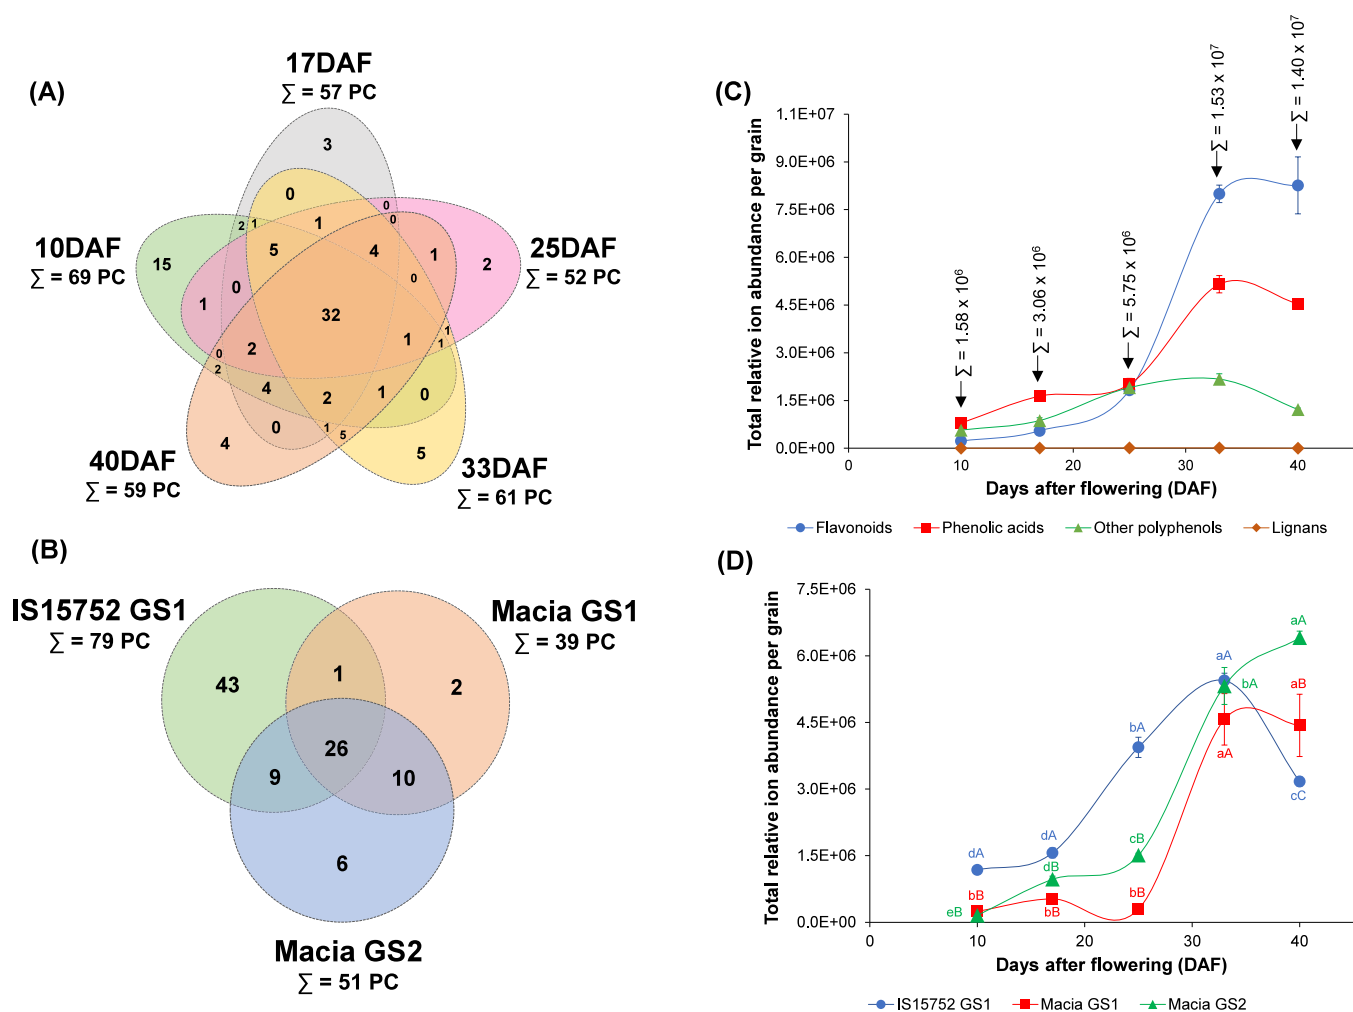 (A)
17DAF
∑ = 57 PC
10DAF
∑ = 69 PC
25DAF
∑ = 52 PC
40DAF
∑ = 59 PC
33DAF
∑ = 61 PC
3
0
0
2
1
1
0
15
5
4
1
2
0
0
1
32
1
1
1
0
2
2
4
2
1
0
0
1
5
4
5
(B)
IS15752 GS1
∑ = 79 PC
Macia GS1
∑ = 39 PC
43
1
2
26
9
10
6
Macia GS2
∑ = 51 PC
(C)
Total relative ion abundance per grain
1.1E+07
9.0E+06
7.5E+06
6.0E+06
4.5E+06
3.0E+06
1.5E+06
0.0E+00
∑ = 1.58 x 10⁶
∑ = 3.06 x 10⁶
∑ = 5.75 x 10⁶
∑ = 1.53 x 10⁷
∑ = 1.40 x 10⁷
0 10 20 30 40
Days after flowering (DAF)
Flavonoids Phenolic acids Other polyphenols Lignans
(D)
Total relative ion abundance per grain
7.5E+06
6.0E+06
4.5E+06
3.0E+06
1.5E+06
0.0E+00
aA
aA
bA
aB
bA
aA
cC
dA
dA
dB
cB
bB
bB
bB
eB
0 10 20 30 40
Days after flowering (DAF)
IS15752 GS1 Macia GS1 Macia GS2